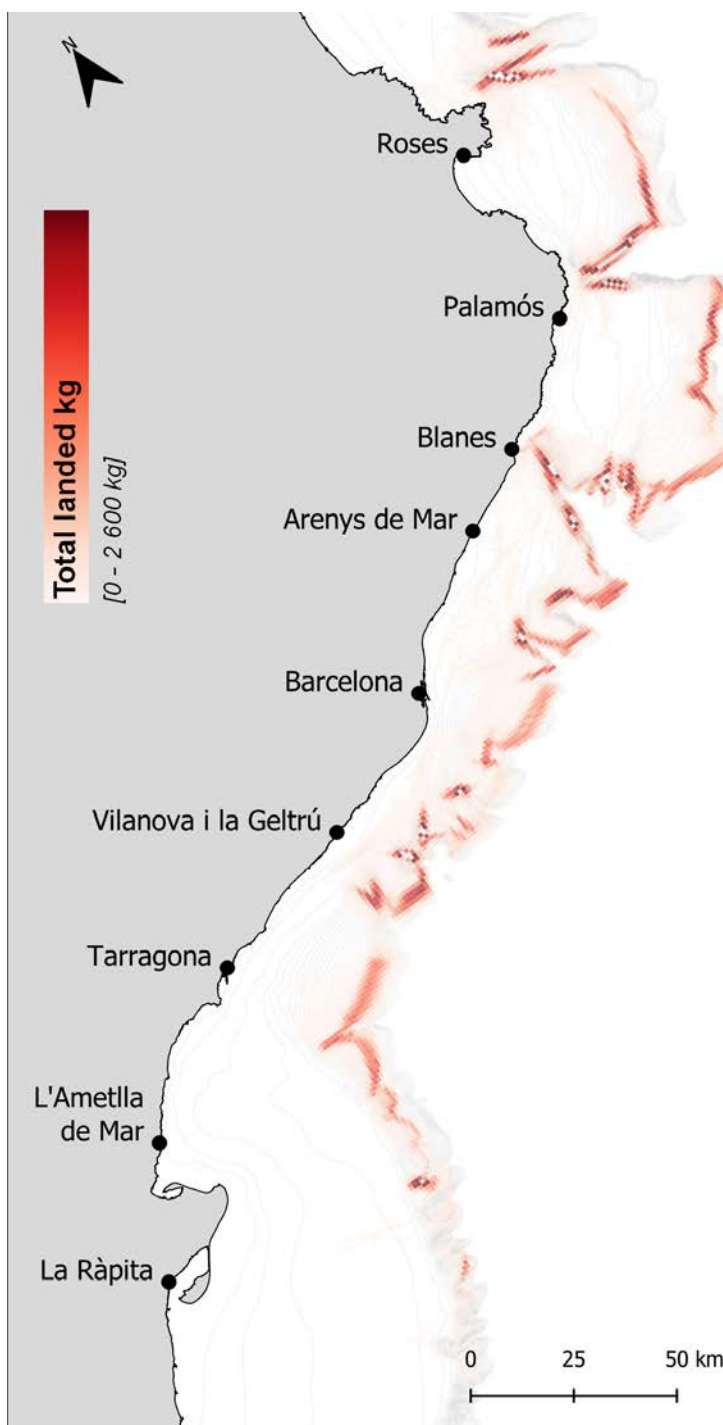 N
Roses
Total landed kg
[0 - 2 600 kg]
Palamós
Blanes
Arenys de Mar
Barcelona
Vilanova i la Geltrú
Tarragona
L'Ametlla
de Mar
La Ràpita
0 25 50 km